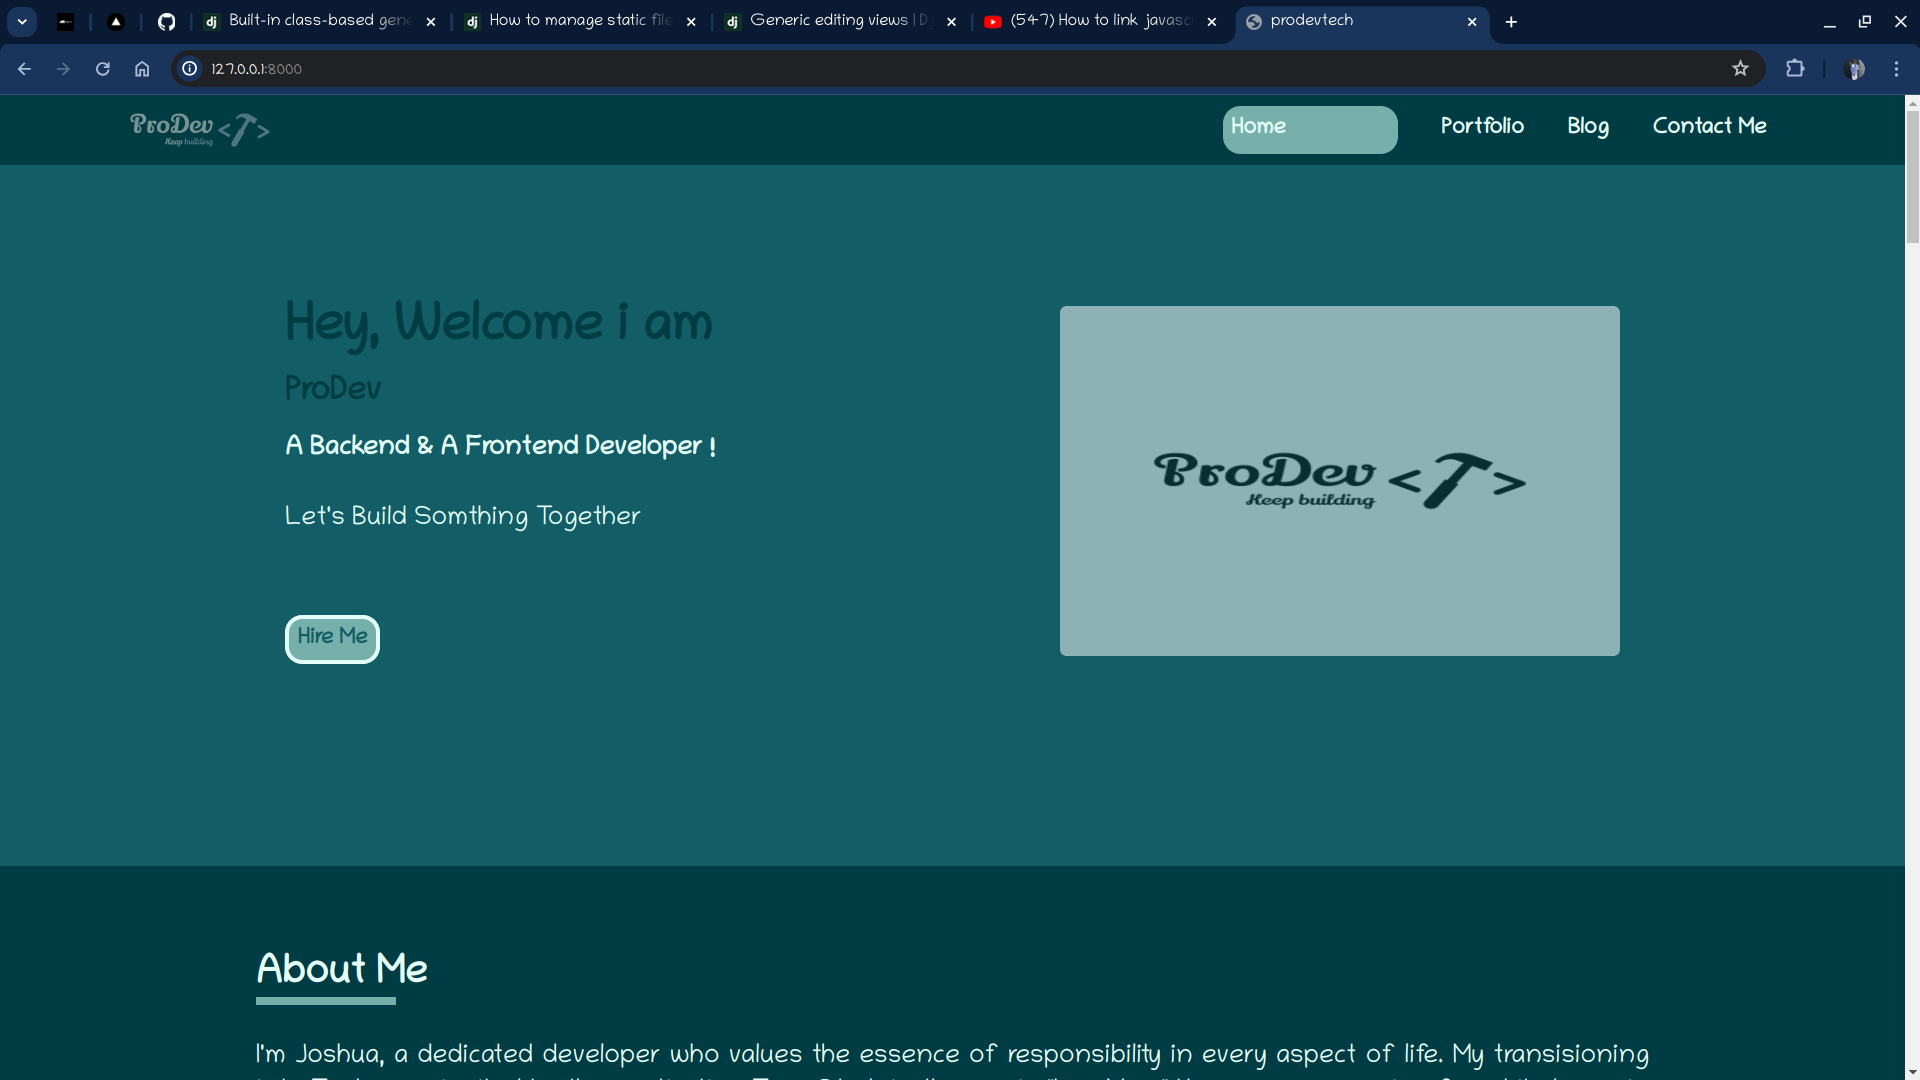 Built-in class-based gene
How to manage static file
Generic editing views | D
(547) How to link javasc
prodevtech
127.0.0.1:8000
ProDev
Keep building
Home
Portfolio
Blog
Contact Me
Hey, Welcome i am
ProDev
A Backend & A Frontend Developer !
Let's Build Somthing Together
Hire Me
ProDev
Keep building
About Me
I'm Joshua, a dedicated developer who values the essence of responsibility in every aspect of life. My transisioning